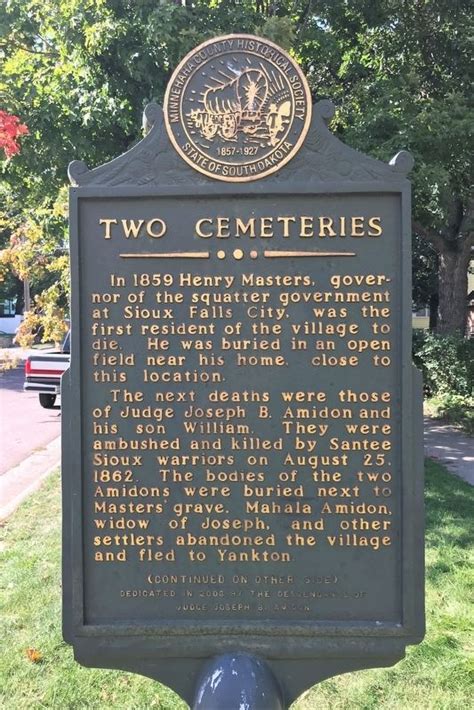 MINNEHAHA COUNTY HISTORICAL SOCIETY
1857-1927
STATE OF SOUTH DAKOTA
TWO CEMETERIES
In 1859 Henry Masters, gover-
nor of the squatter government
at Sioux Falls City, was the
first resident of the village to
die. He was buried in an open
field near his home, close to
this location.
The next deaths were those
of Judge Joseph B. Amidon and
his son William. They were
ambushed and killed by Santee
Sioux warriors on August 25,
1862. The bodies of the two
Amidons were buried next to
Masters' grave. Mahala Amidon,
widow of Joseph, and other
settlers abandoned the village
and fled to Yankton.
(CONTINUED ON OTHER SIDE)
DEDICATED IN BY THE DESCENDANTS OF
JUDGE JOSEPH B. AMIDON